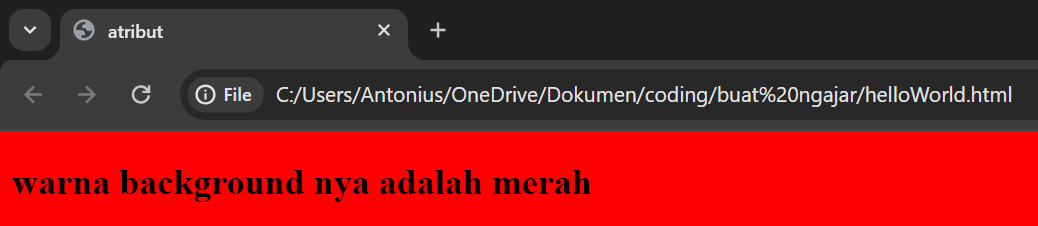 atribut
File C:/Users/Antonius/OneDrive/Dokumen/coding/buat%20ngajar/helloWorld.html
warna background nya adalah merah